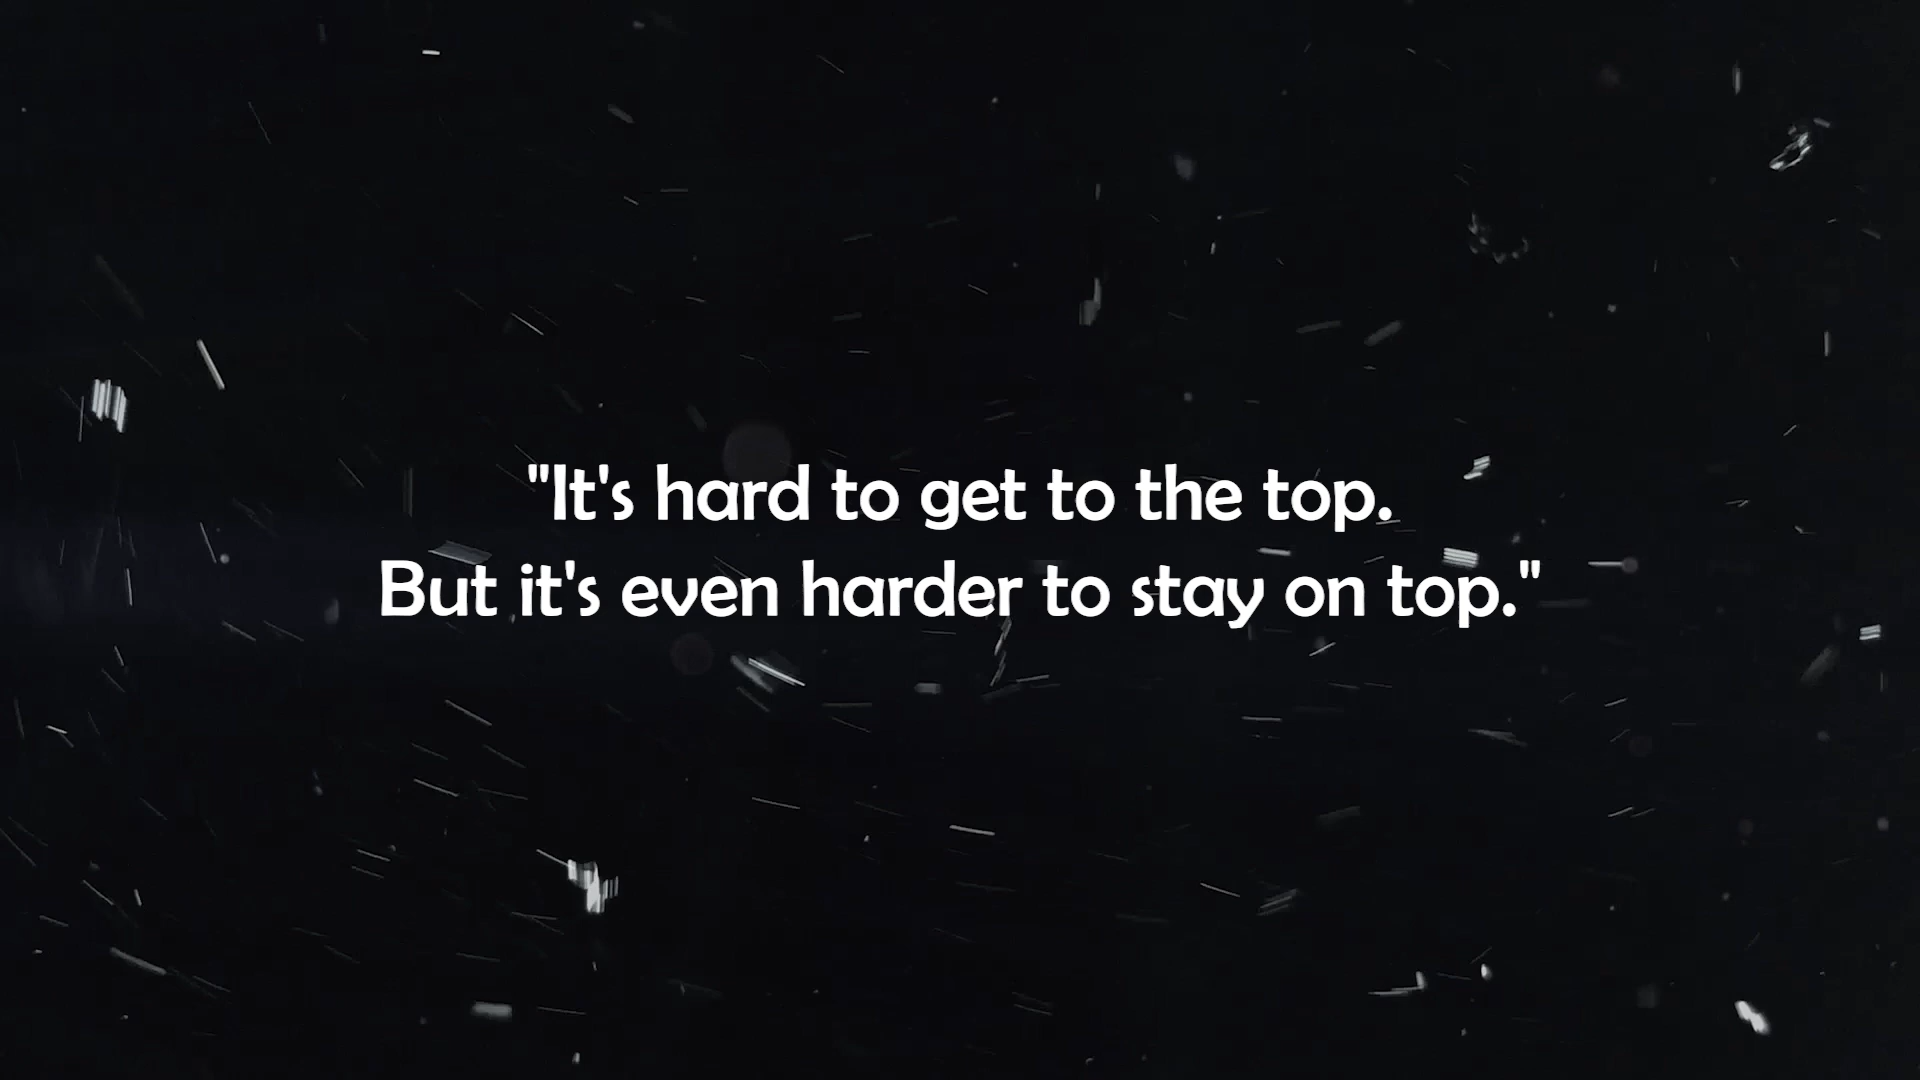 "It's hard to get to the top.
But it's even harder to stay on top."